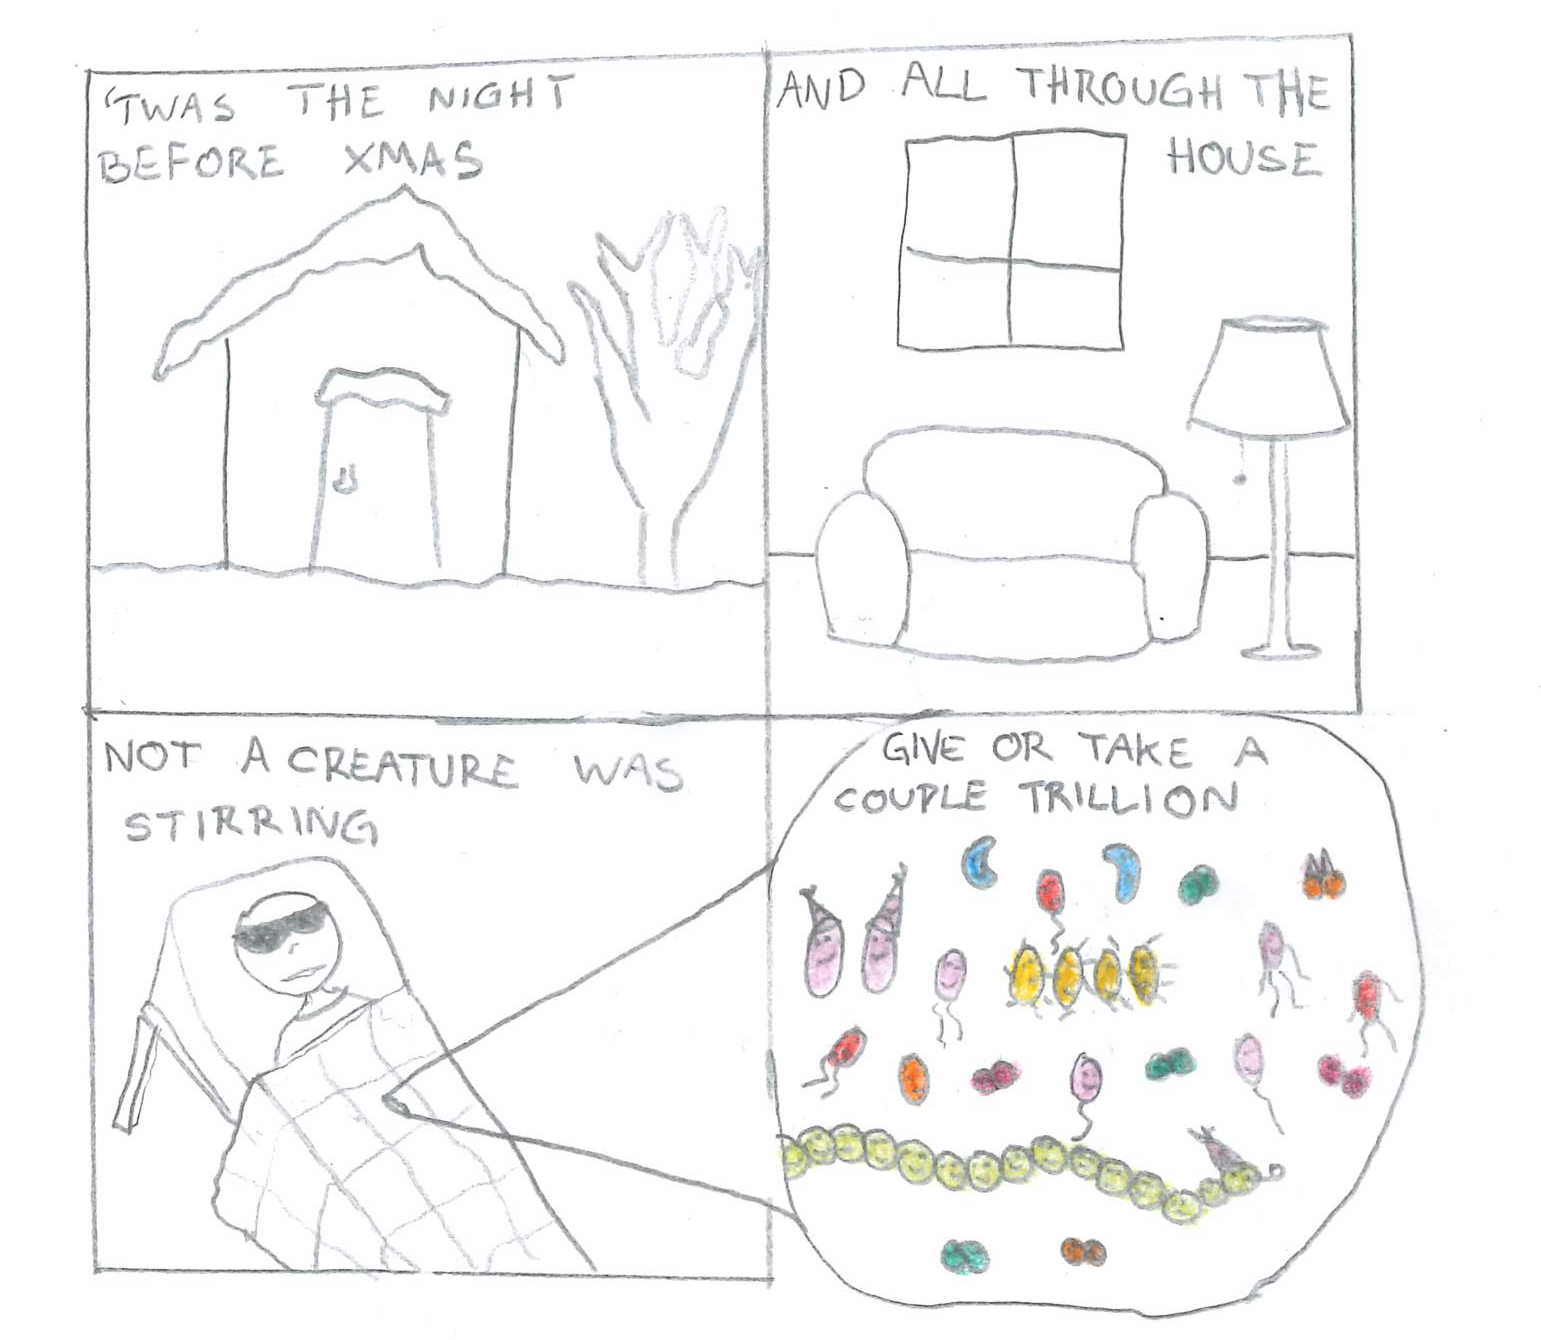 'TWAS THE NIGHT
BEFORE XMAS
AND ALL THROUGH THE
HOUSE
NOT A CREATURE WAS
STIRRING
GIVE OR TAKE A
COUPLE TRILLION